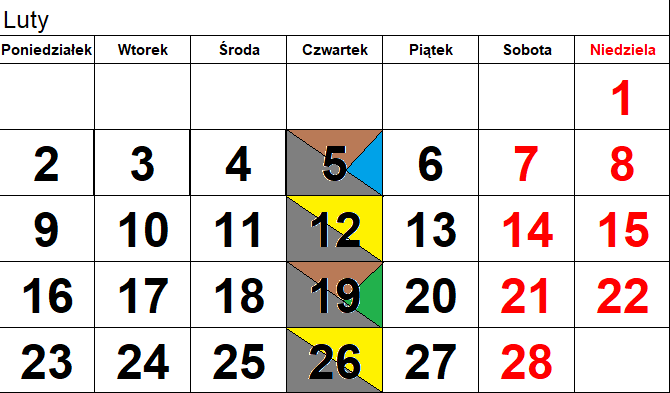 Luty
Poniedziałek Wtorek Środa Czwartek Piątek Sobota Niedziela
1
2 3 4 5 6 7 8
9 10 11 12 13 14 15
16 17 18 19 20 21 22
23 24 25 26 27 28